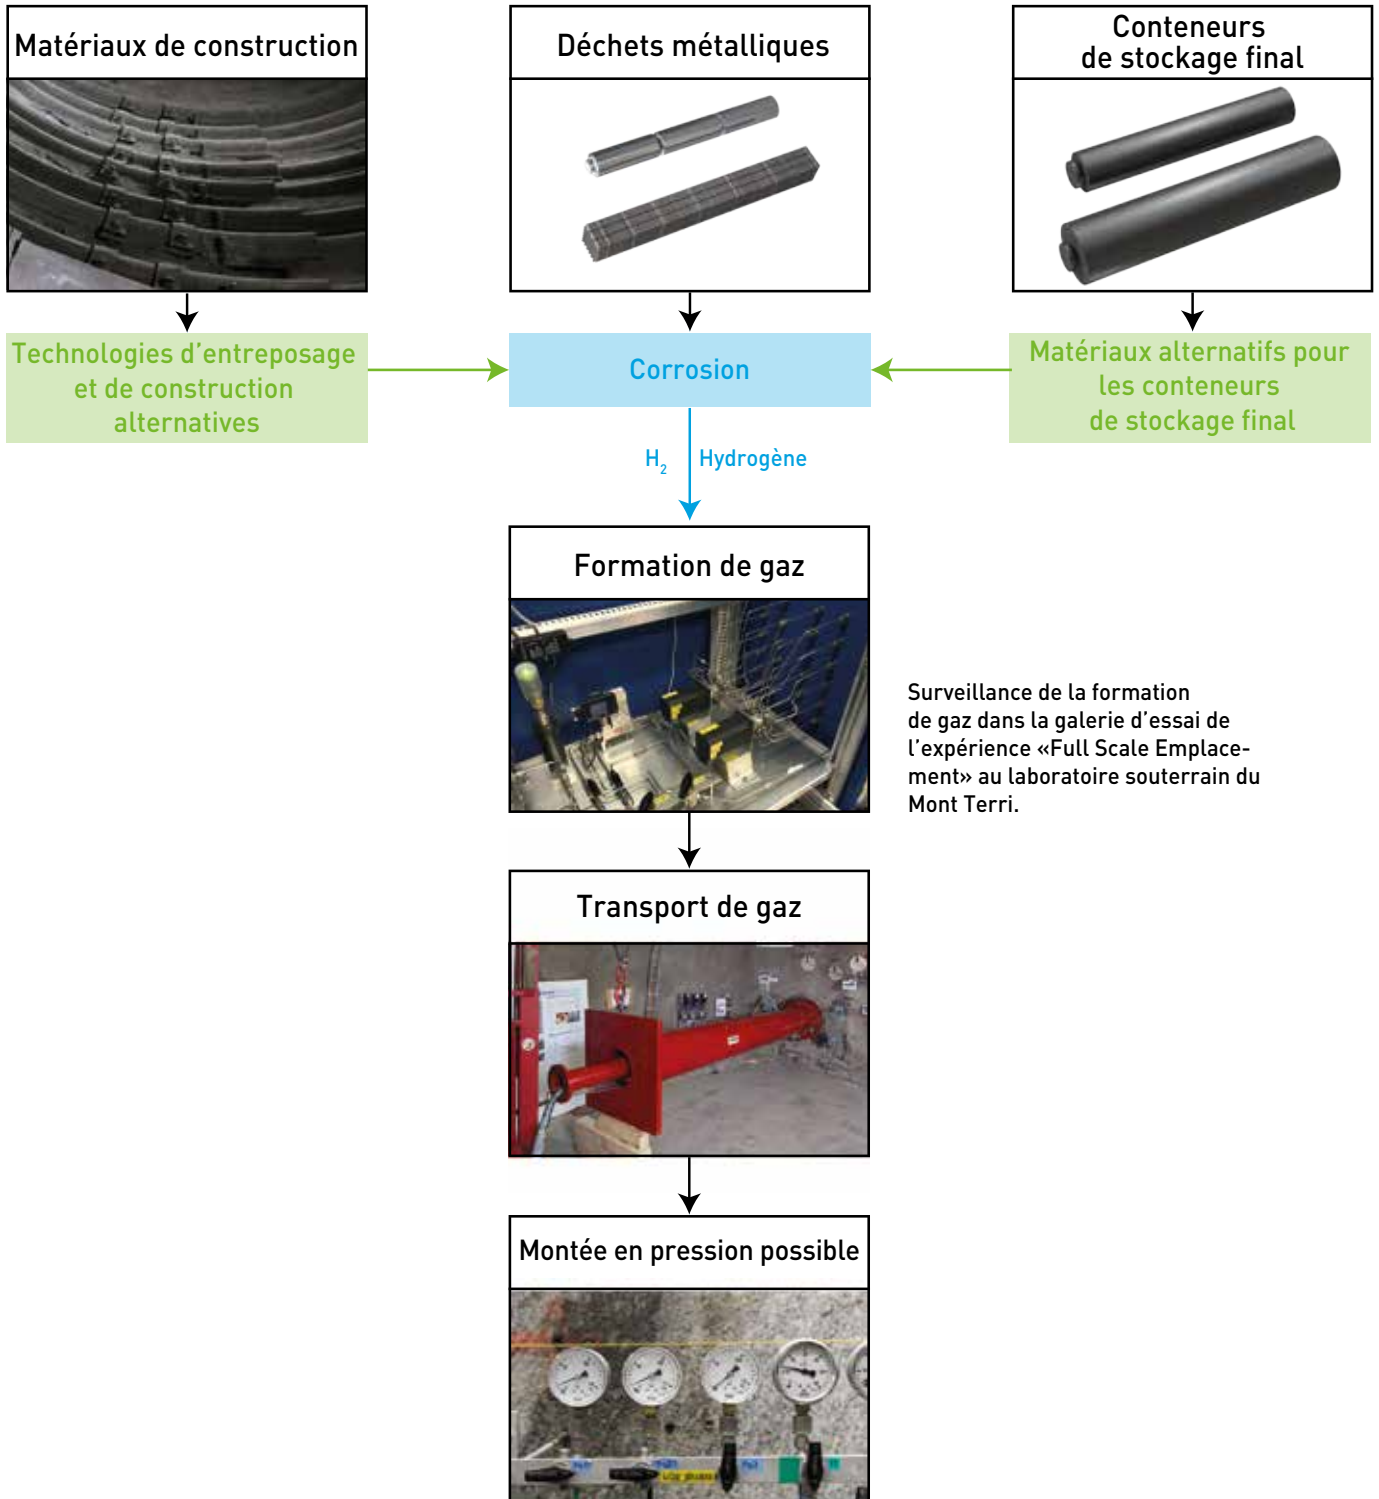 Matériaux de construction
Déchets métalliques
Conteneurs
de stockage final
Technologies d'entreposage
et de construction
alternatives
Corrosion
Matériaux alternatifs pour
les conteneurs
de stockage final
H2 Hydrogène
Formation de gaz
Surveillance de la formation
de gaz dans la galerie d'essai de
l'expérience «Full Scale Emplace-
ment» au laboratoire souterrain du
Mont Terri.
Transport de gaz
Montée en pression possible